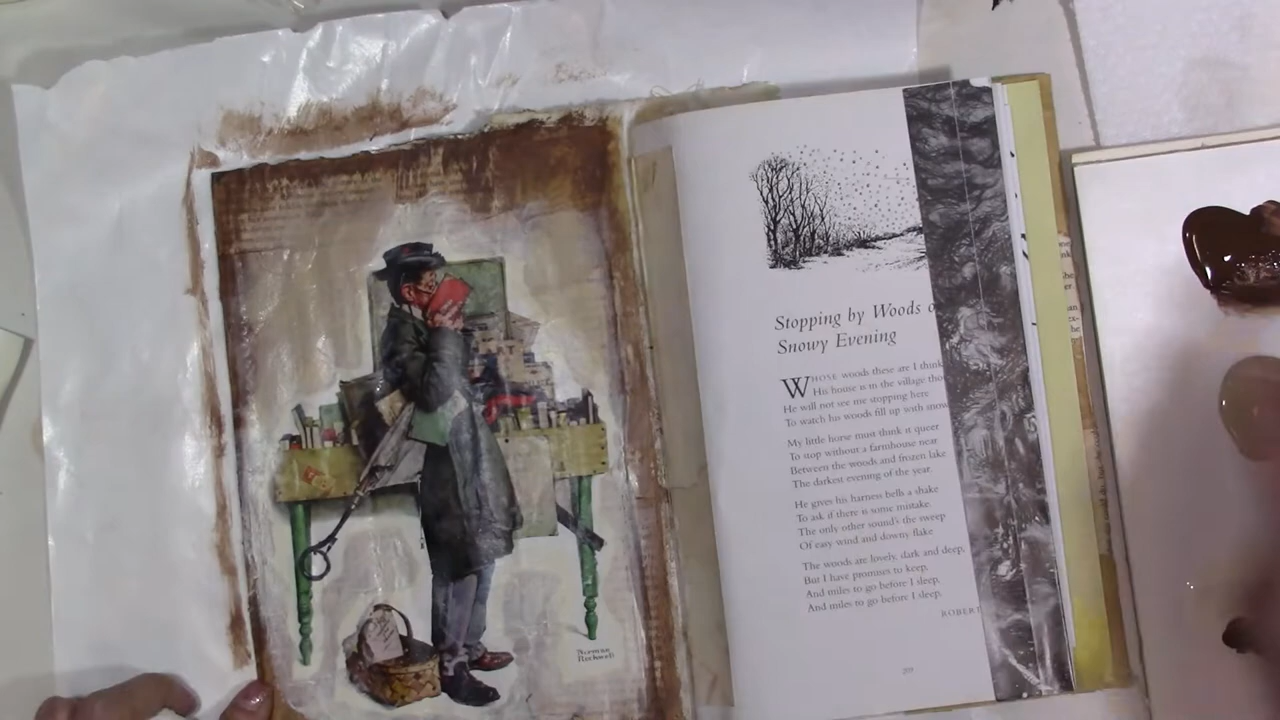 Norman
Rockwell
Stopping by Woods o
Snowy Evening
WHOSE woods these are I think
His house is in the village tho
He will not see me stopping here
To watch his woods fill up with snow
My little horse must think it queer
To stop without a farmhouse near
Between the woods and frozen lake
The darkest evening of the year.
He gives his harness bells a shake
To ask if there is some mistake.
The only other sound's the sweep
Of easy wind and downy flake
The woods are lovely, dark and deep,
But I have promises to keep,
And miles to go before I sleep,
And miles to go before I sleep.
ROBERT